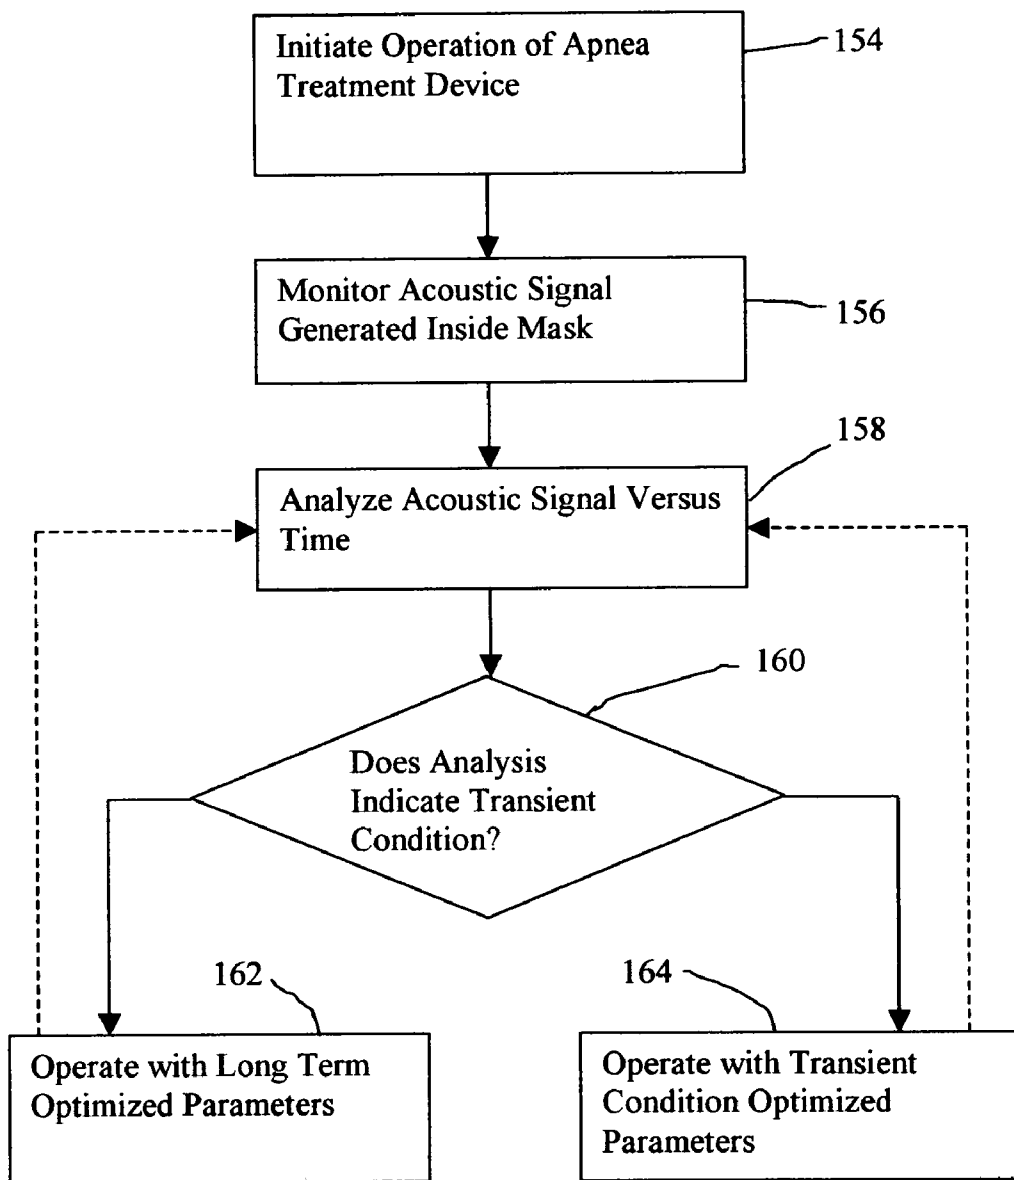 Initiate Operation of Apnea
Treatment Device
154
Monitor Acoustic Signal
Generated Inside Mask
156
158
Analyze Acoustic Signal Versus
Time
160
Does Analysis
Indicate Transient
Condition?
162
164
Operate with Long Term
Optimized Parameters
Operate with Transient
Condition Optimized
Parameters